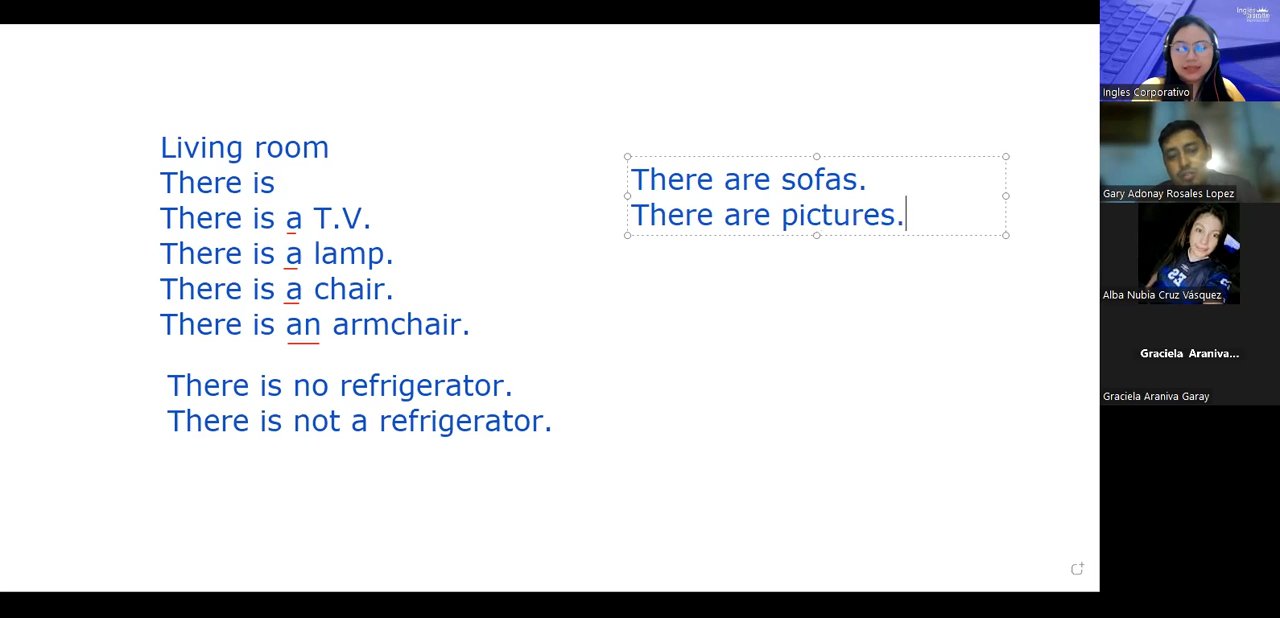 Living room
There is
There is a T.V.
There is a lamp.
There is a chair.
There is an armchair.
There is no refrigerator.
There is not a refrigerator.
There are sofas.
There are pictures.
Ingles Corporativo
Gary Adonay Rosales Lopez
23
Alba Nubia Cruz Vásquez
Graciela Araniva...
Graciela Araniva Garay